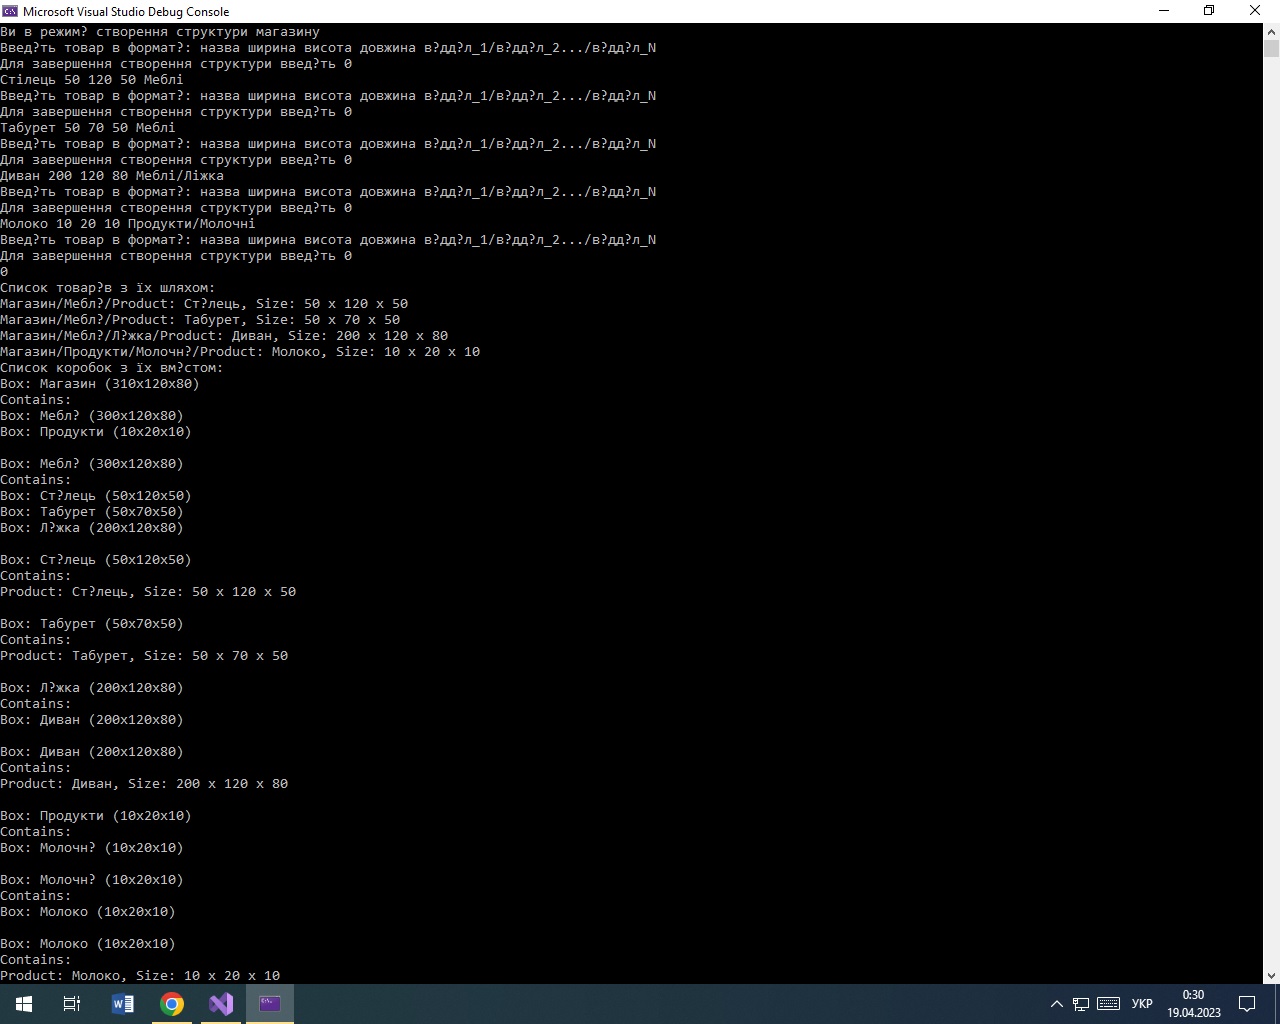 Microsoft Visual Studio Debug Console
Ви в режим? створення структури магазину
Введ?ть товар в формат?: назва ширина висота довжина в?дд?л_1/в?дд?л_2.../в?дд?л_N
Для завершення створення структури введ?ть 0
Стілець 50 120 50 Меблі
Введ?ть товар в формат?: назва ширина висота довжина в?дд?л_1/в?дд?л_2.../в?дд?л_N
Для завершення створення структури введ?ть 0
Табурет 50 70 50 Меблі
Введ?ть товар в формат?: назва ширина висота довжина в?дд?л_1/в?дд?л_2.../в?дд?л_N
Для завершення створення структури введ?ть 0
Диван 200 120 80 Меблі/Ліжка
Введ?ть товар в формат?: назва ширина висота довжина в?дд?л_1/в?дд?л_2.../в?дд?л_N
Для завершення створення структури введ?ть 0
Молоко 10 20 10 Продукти/Молочні
Введ?ть товар в формат?: назва ширина висота довжина в?дд?л_1/в?дд?л_2.../в?дд?л_N
Для завершення створення структури введ?ть 0
0
Список товар?в з їх шляхом:
Магазин/Мебл?/Product: Ст?лець, Size: 50 x 120 x 50
Магазин/Мебл?/Product: Табурет, Size: 50 x 70 x 50
Магазин/Мебл?/Л?жка/Product: Диван, Size: 200 x 120 x 80
Магазин/Продукти/Молочн?/Product: Молоко, Size: 10 x 20 x 10
Список коробок з їх вм?стом:
Box: Магазин (310x120x80)
Contains:
Box: Мебл? (300x120x80)
Box: Продукти (10x20x10)

Box: Мебл? (300x120x80)
Contains:
Box: Ст?лець (50x120x50)
Box: Табурет (50x70x50)
Box: Л?жка (200x120x80)

Box: Ст?лець (50x120x50)
Contains:
Product: Ст?лець, Size: 50 x 120 x 50

Box: Табурет (50x70x50)
Contains:
Product: Табурет, Size: 50 x 70 x 50

Box: Л?жка (200x120x80)
Contains:
Box: Диван (200x120x80)

Box: Диван (200x120x80)
Contains:
Product: Диван, Size: 200 x 120 x 80

Box: Продукти (10x20x10)
Contains:
Box: Молочн? (10x20x10)

Box: Молочн? (10x20x10)
Contains:
Box: Молоко (10x20x10)

Box: Молоко (10x20x10)
Contains:
Product: Молоко, Size: 10 x 20 x 10
УКР
0:30
19.04.2023